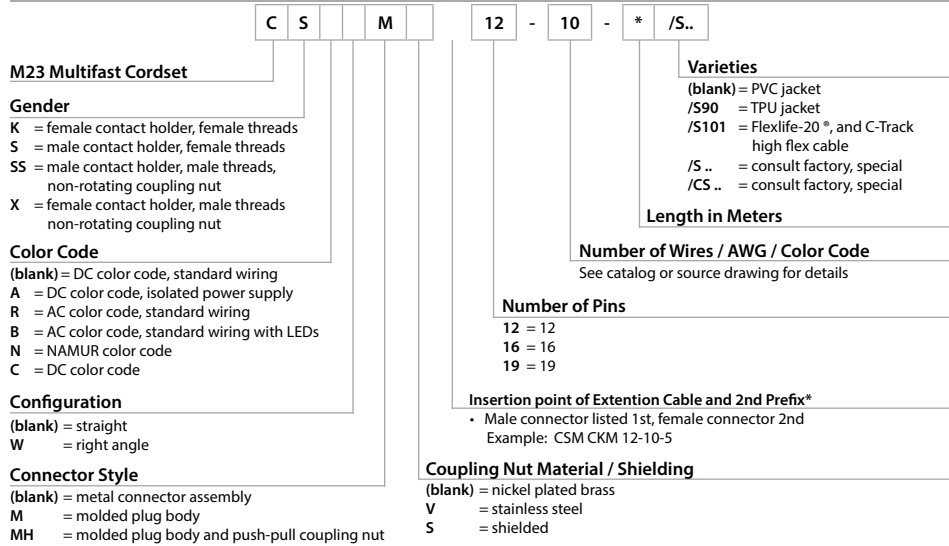 C S M 12 - 10 - * /S..
M23 Multifast Cordset
Gender
K = female contact holder, female threads
S = male contact holder, female threads
SS = male contact holder, male threads,
non-rotating coupling nut
X = female contact holder, male threads
non-rotating coupling nut
Color Code
(blank) = DC color code, standard wiring
A = DC color code, isolated power supply
R = AC color code, standard wiring
B = AC color code, standard wiring with LEDs
N = NAMUR color code
C = DC color code
Configuration
(blank) = straight
W = right angle
Connector Style
(blank) = metal connector assembly
M = molded plug body
MH = molded plug body and push-pull coupling nut
Varieties
(blank) = PVC jacket
/S90 = TPU jacket
/S101 = Flexlife-20 ®, and C-Track
high flex cable
/S .. = consult factory, special
/CS .. = consult factory, special
Length in Meters
Number of Wires / AWG / Color Code
See catalog or source drawing for details
Number of Pins
12 = 12
16 = 16
19 = 19
Insertion point of Extention Cable and 2nd Prefix*
• Male connector listed 1st, female connector 2nd
Example: CSM CKM 12-10-5
Coupling Nut Material / Shielding
(blank) = nickel plated brass
V = stainless steel
S = shielded